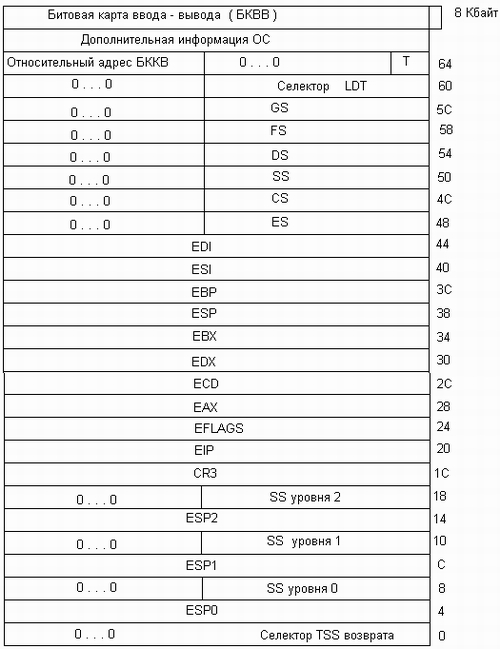 Битовая карта ввода - вывода ( БКВВ ) 8 Кбайт
Дополнительная информация ОС
Относительный адрес БККВ 0 . . . 0 T 64
0 . . . 0 Селектор LDT 60
0 . . . 0 GS 5C
0 . . . 0 FS 58
0 . . . 0 DS 54
0 . . . 0 SS 50
0 . . . 0 CS 4C
0 . . . 0 ES 48
EDI 44
ESI 40
EBP 3C
ESP 38
EBX 34
EDX 30
ECD 2C
EAX 28
EFLAGS 24
EIP 20
CR3 1C
0 . . . 0 SS уровня 2 18
ESP2 14
0 . . . 0 SS уровня 1 10
ESP1 C
0 . . . 0 SS уровня 0 8
ESP0 4
0 . . . 0 Селектор TSS возврата 0